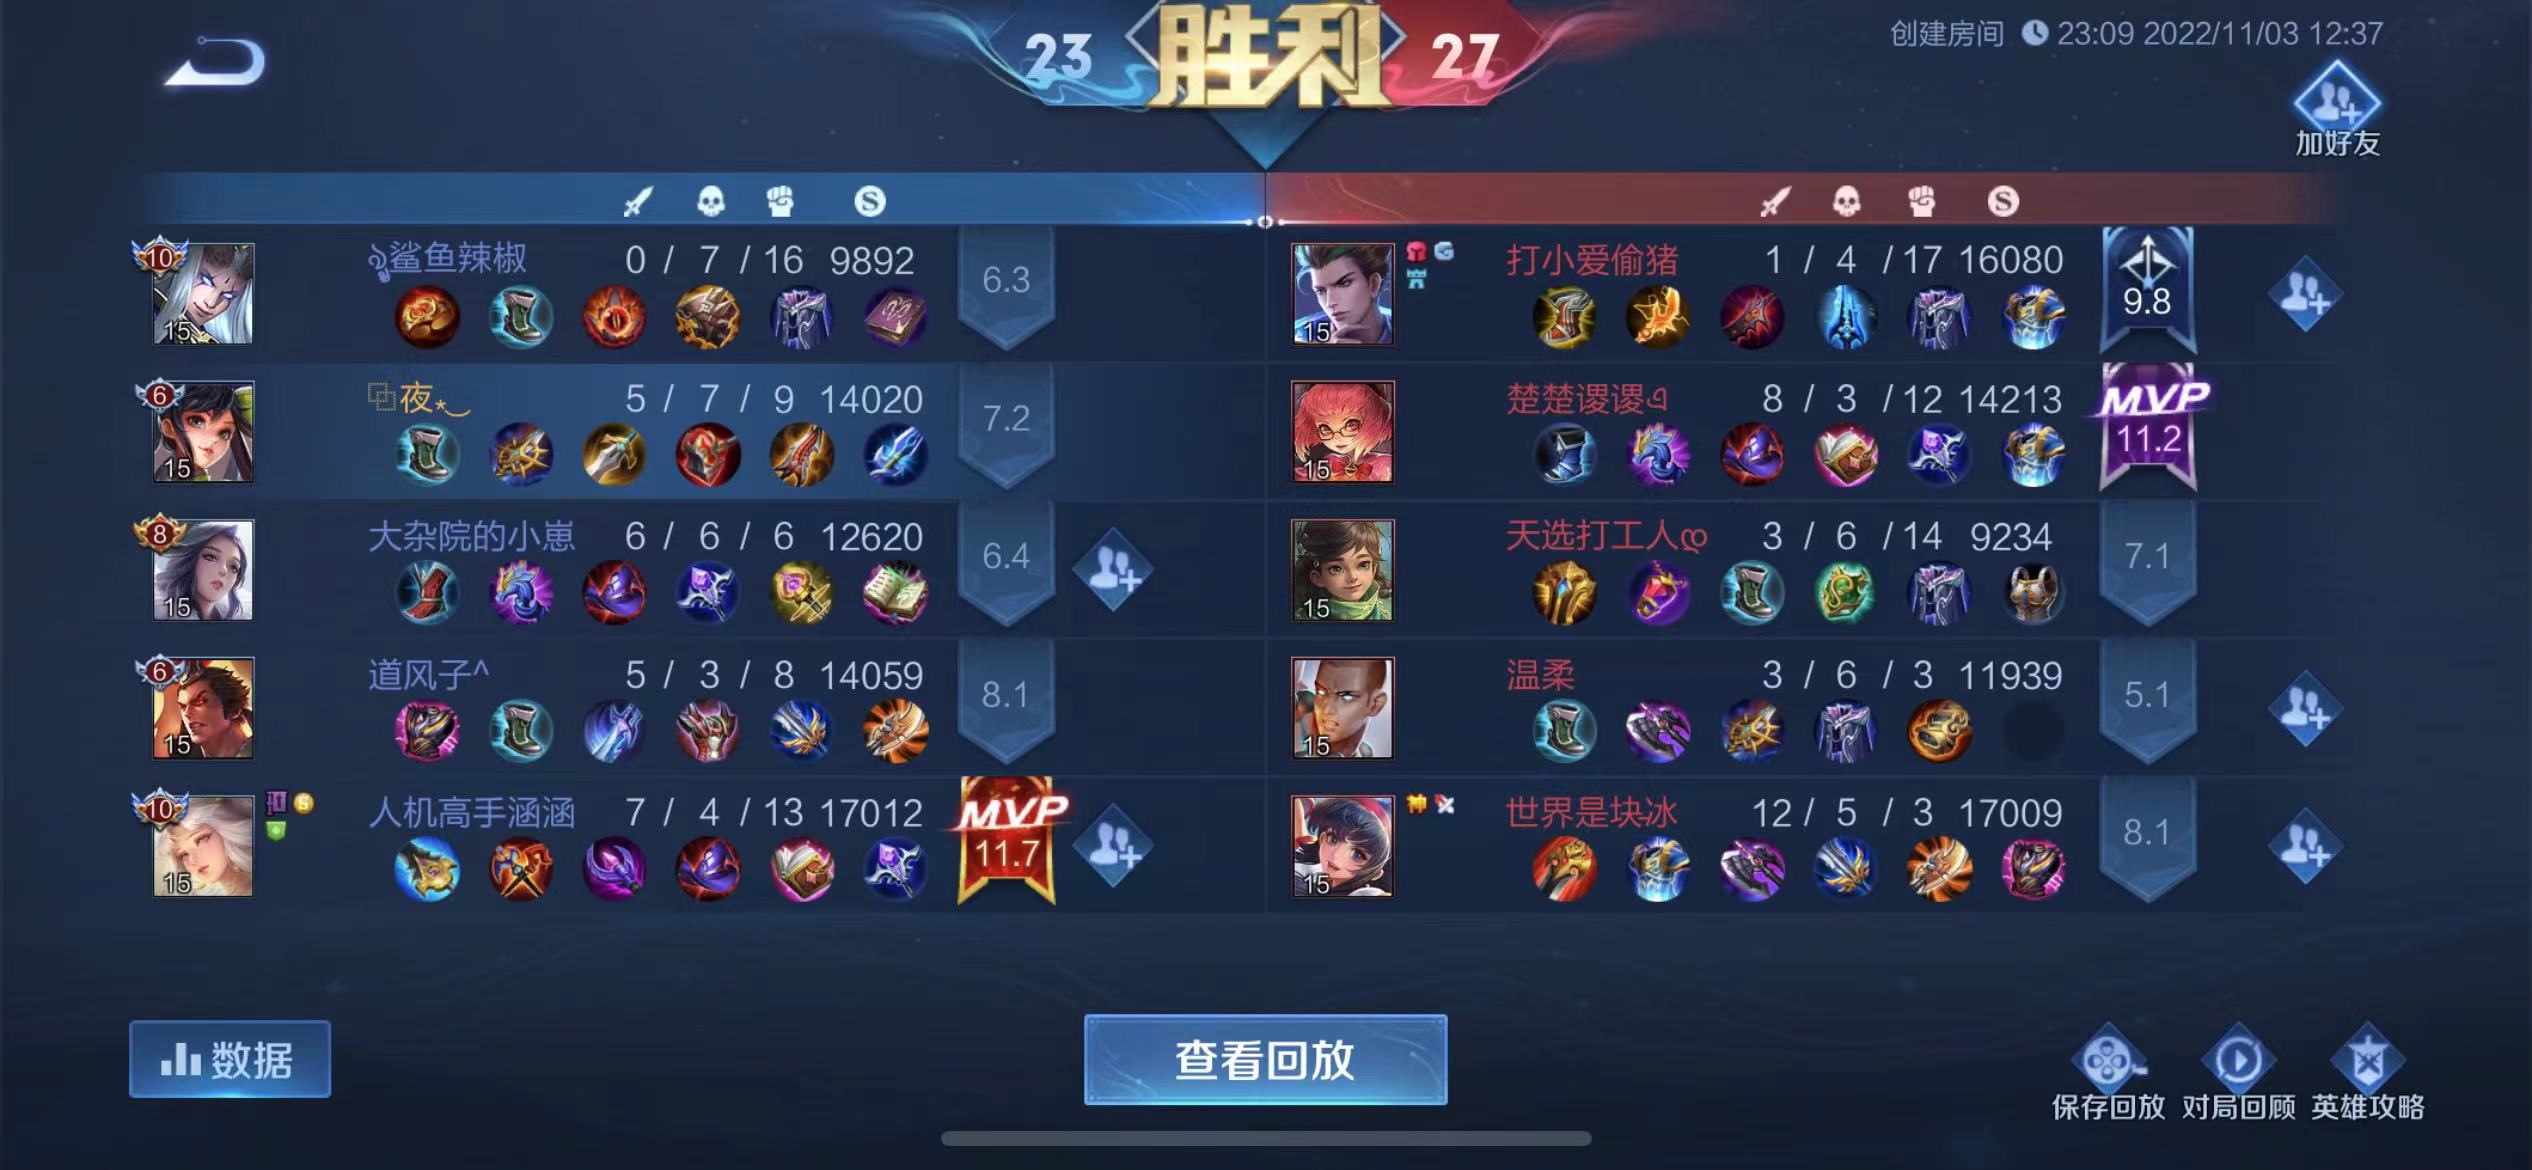 23 胜利 27
创建房间 23:09 2022/11/03 12:37
加好友
10 15 鲨鱼辣椒 0 / 7 / 16 9892 6.3
15 打小爱偷猪 1 / 4 / 17 16080 9.8
6 15 夜 5 / 7 / 9 14020 7.2
15 楚楚谡谡 8 / 3 / 12 14213 MVP 11.2
8 15 大杂院的小崽 6 / 6 / 6 12620 6.4
15 天选打工人ღ 3 / 6 / 14 9234 7.1
6 15 道风子^ 5 / 3 / 8 14059 8.1
15 温柔 3 / 6 / 3 11939 5.1
10 15 人机高手涵涵 7 / 4 / 13 17012 MVP 11.7
15 神 世界是块冰 12 / 5 / 3 17009 8.1
数据
查看回放
保存回放 对局回顾 英雄攻略